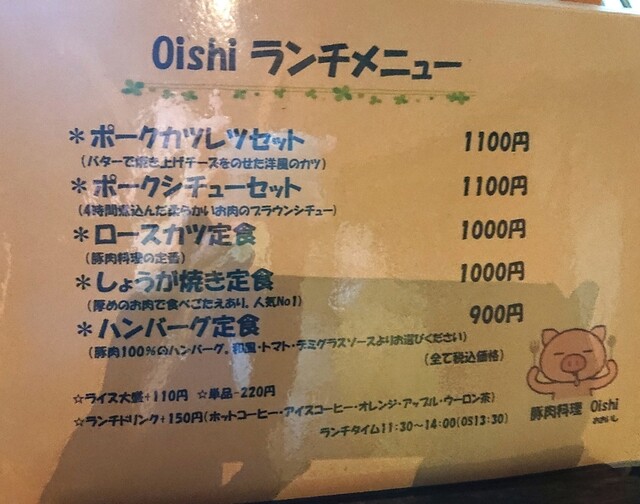 Oishi ランチメニュー
＊ポークカツレツセット 1100円
(バターで焼き上げチーズをのせた洋風のカツ)
＊ポークシチューセット 1100円
(4時間煮込んだ柔らかいお肉のブラウンシチュー)
＊ロースカツ定食 1000円
(豚肉料理の定番)
＊しょうが焼き定食 1000円
(厚めのお肉で食べごたえあり、人気No1)
＊ハンバーグ定食 900円
(豚肉100%のハンバーグ。和風・トマト・デミグラスソースよりお選びください)
(全て税込価格)
☆ライス大盛+110円 ☆単品-220円
☆ランチドリンク+150円(ホットコーヒー・アイスコーヒー・オレンジ・アップル・ウーロン茶)
ランチタイム11:30～14:00(OS13:30)
豚肉料理 Oishi
おおいし